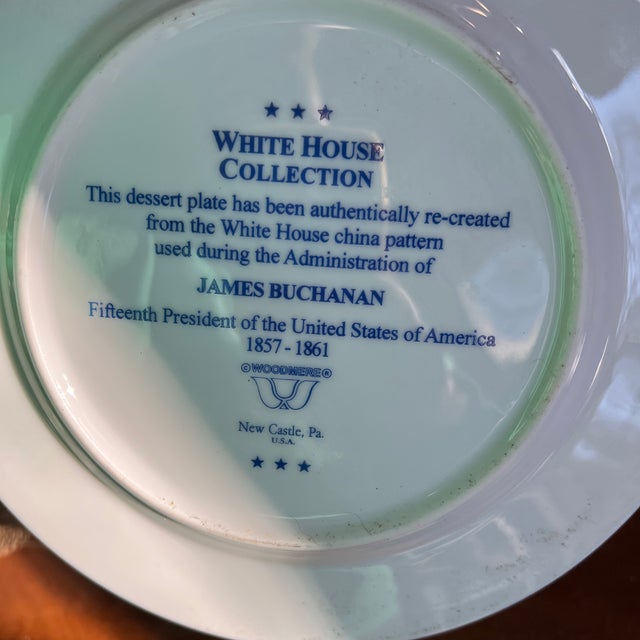 WHITE HOUSE
COLLECTION
This dessert plate has been authentically re-created
from the White House china pattern
used during the Administration of
JAMES BUCHANAN
Fifteenth President of the United States of America
1857 - 1861
©WOODMERE®
New Castle, Pa.
U.S.A.